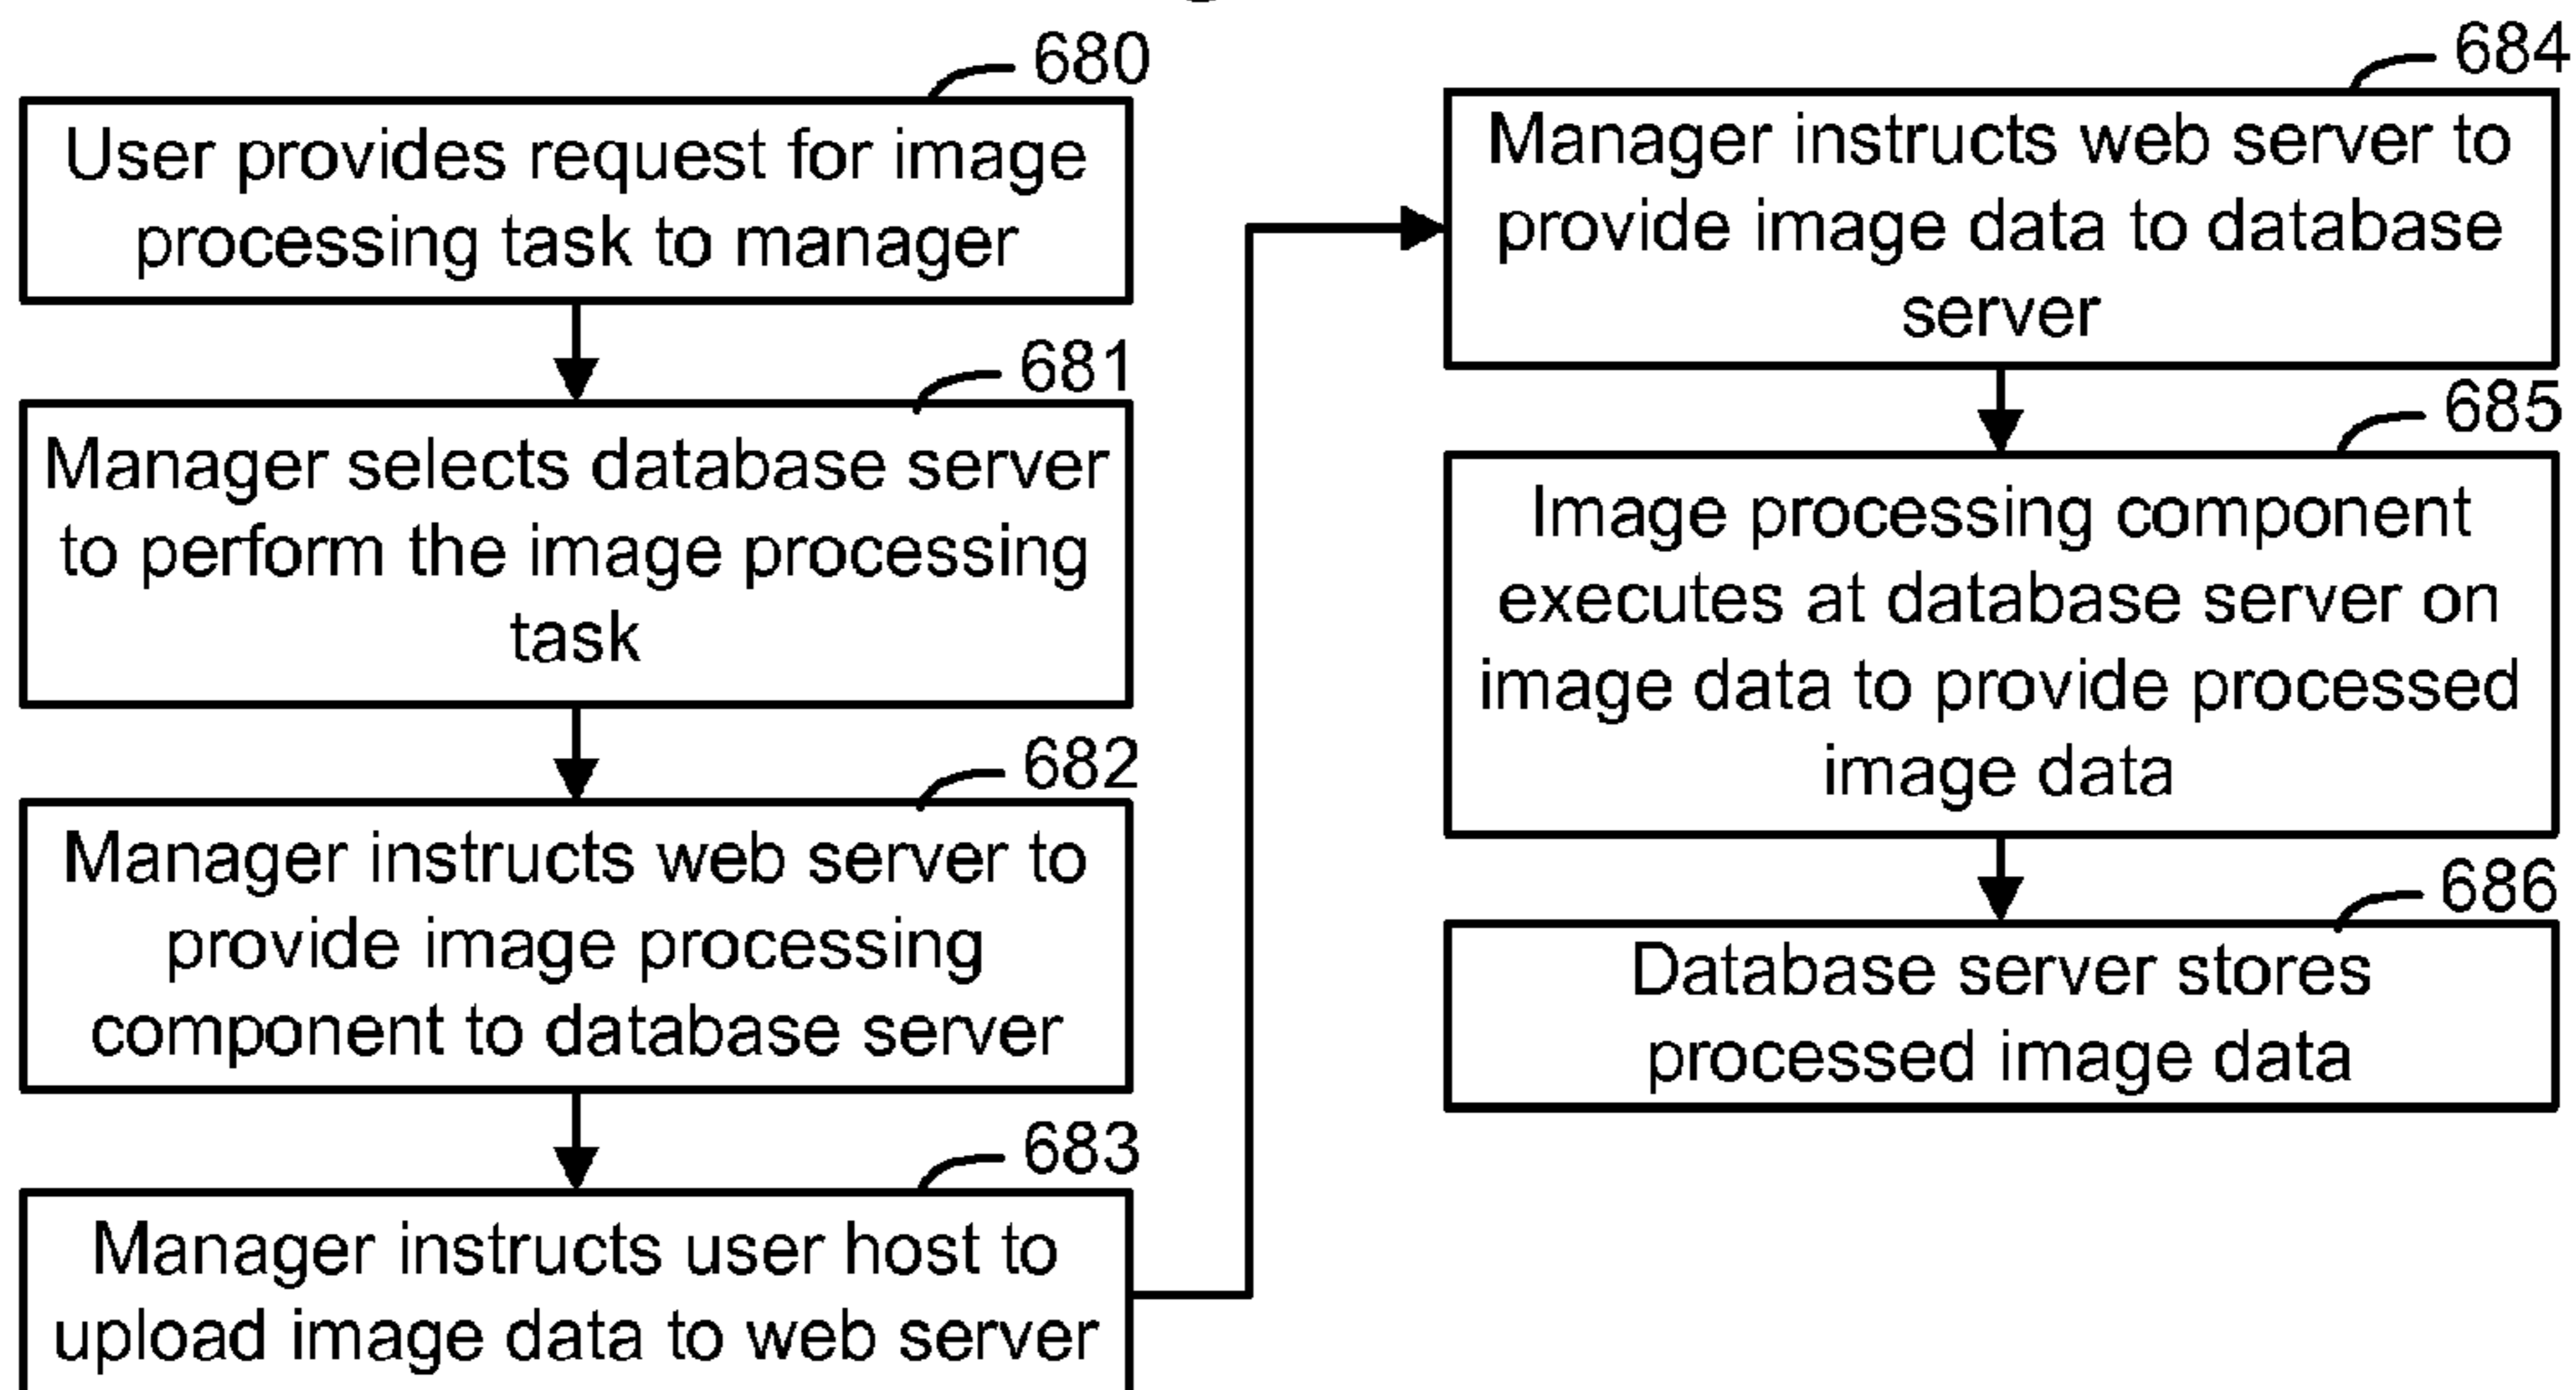 680
User provides request for image
processing task to manager
681
Manager selects database server
to perform the image processing
task
682
Manager instructs web server to
provide image processing
component to database server
683
Manager instructs user host to
upload image data to web server
684
Manager instructs web server to
provide image data to database
server
685
Image processing component
executes at database server on
image data to provide processed
image data
686
Database server stores
processed image data